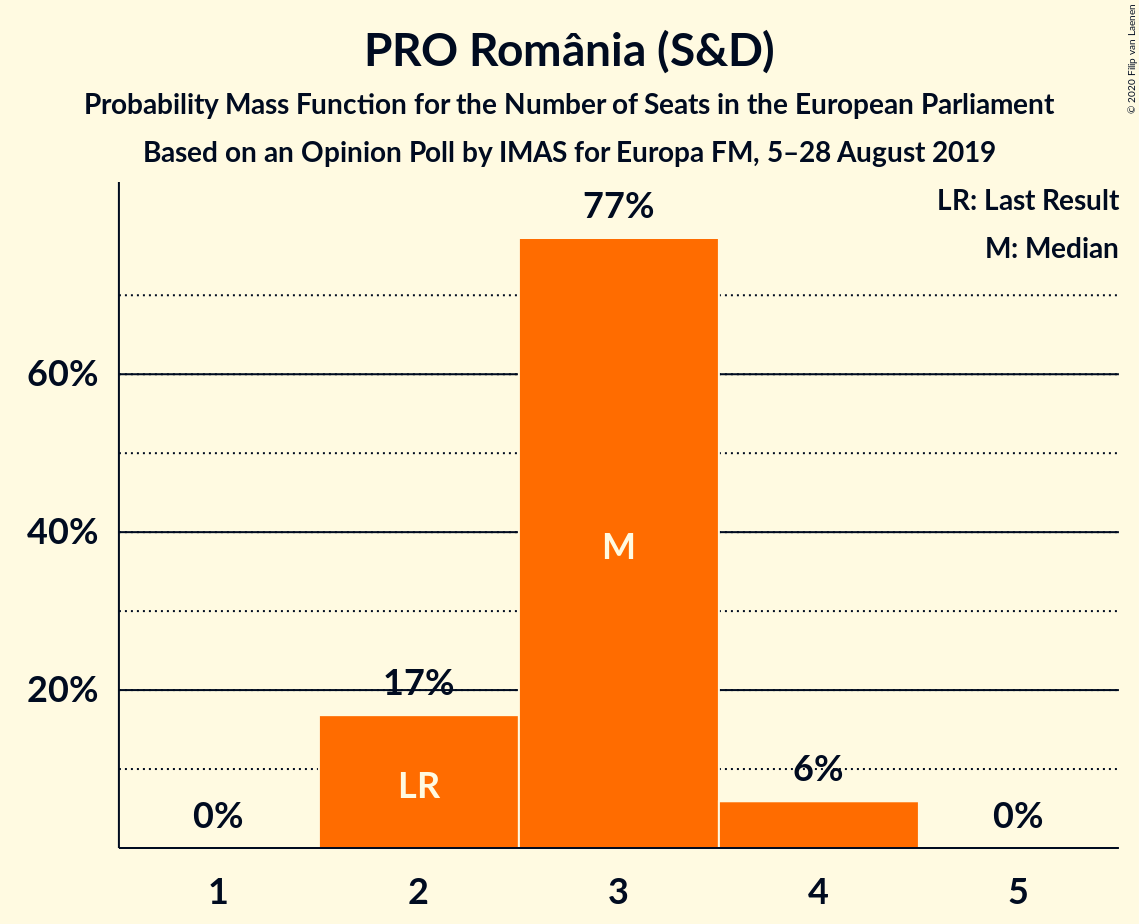 PRO România (S&D)
Probability Mass Function for the Number of Seats in the European Parliament
Based on an Opinion Poll by IMAS for Europa FM, 5–28 August 2019
© 2020 Filip van Laenen
LR: Last Result
M: Median
77%
60%
40%
20%
M
17%
LR
6%
0%
0%
1
2
3
4
5